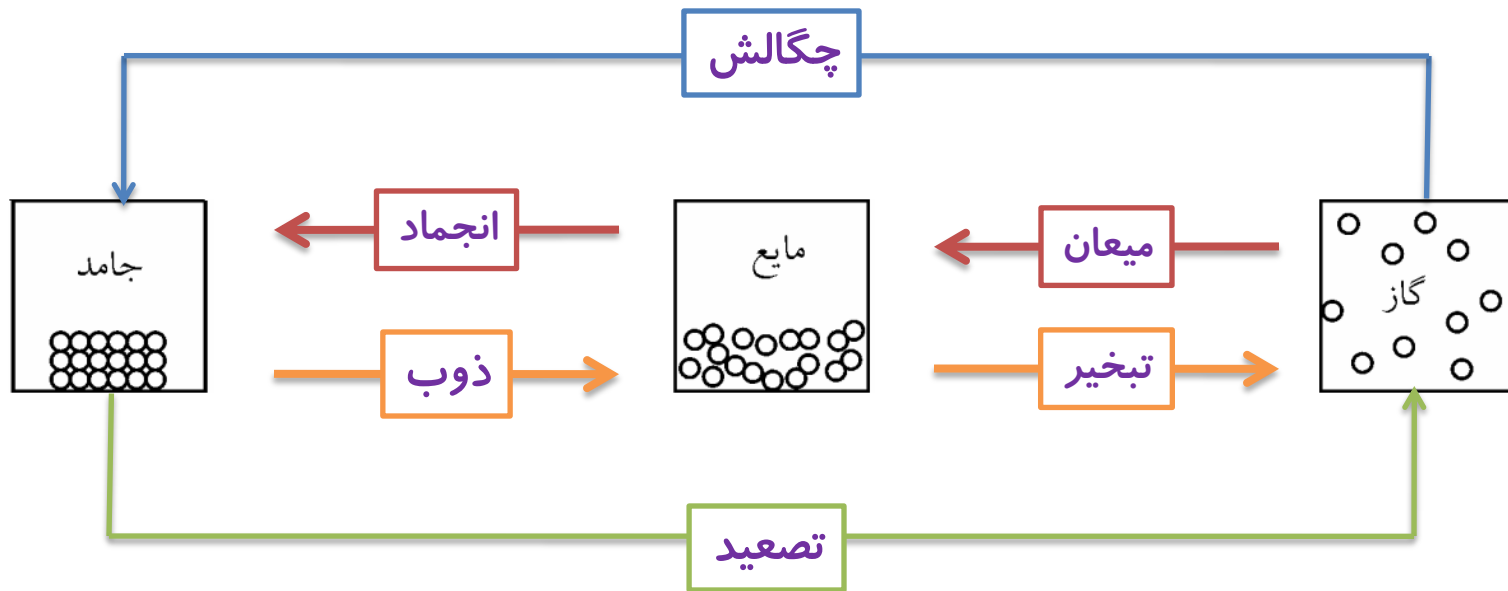 چگالش
گاز
میعان
مایع
انجماد
جامد
تبخیر
ذوب
تصعید